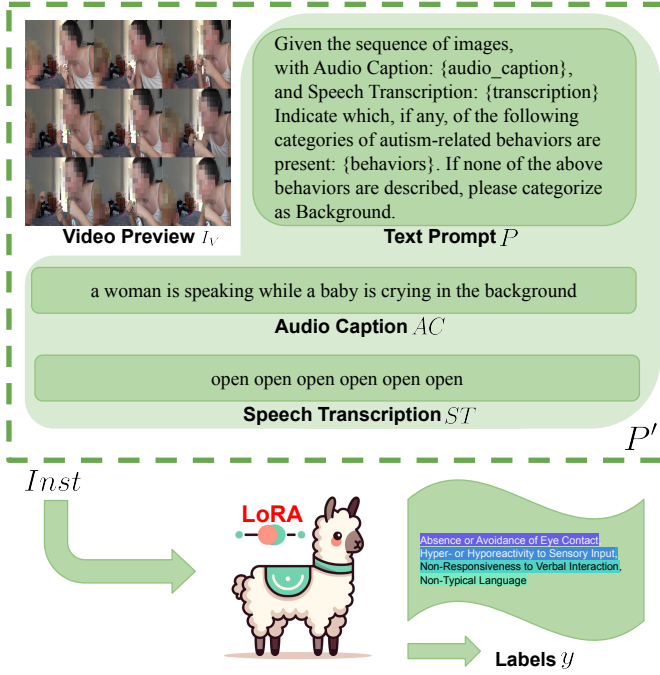 Given the sequence of images,
with Audio Caption: {audio_caption},
and Speech Transcription: {transcription}
Indicate which, if any, of the following
categories of autism-related behaviors are
present: {behaviors}. If none of the above
behaviors are described, please categorize
as Background.
Video Preview I_V
Text Prompt P
a woman is speaking while a baby is crying in the background
Audio Caption AC
open open open open open open
Speech Transcription ST
P'
Inst
LoRA
Absence or Avoidance of Eye Contact,
Hyper- or Hyporeactivity to Sensory Input,
Non-Responsiveness to Verbal Interaction,
Non-Typical Language
Labels y